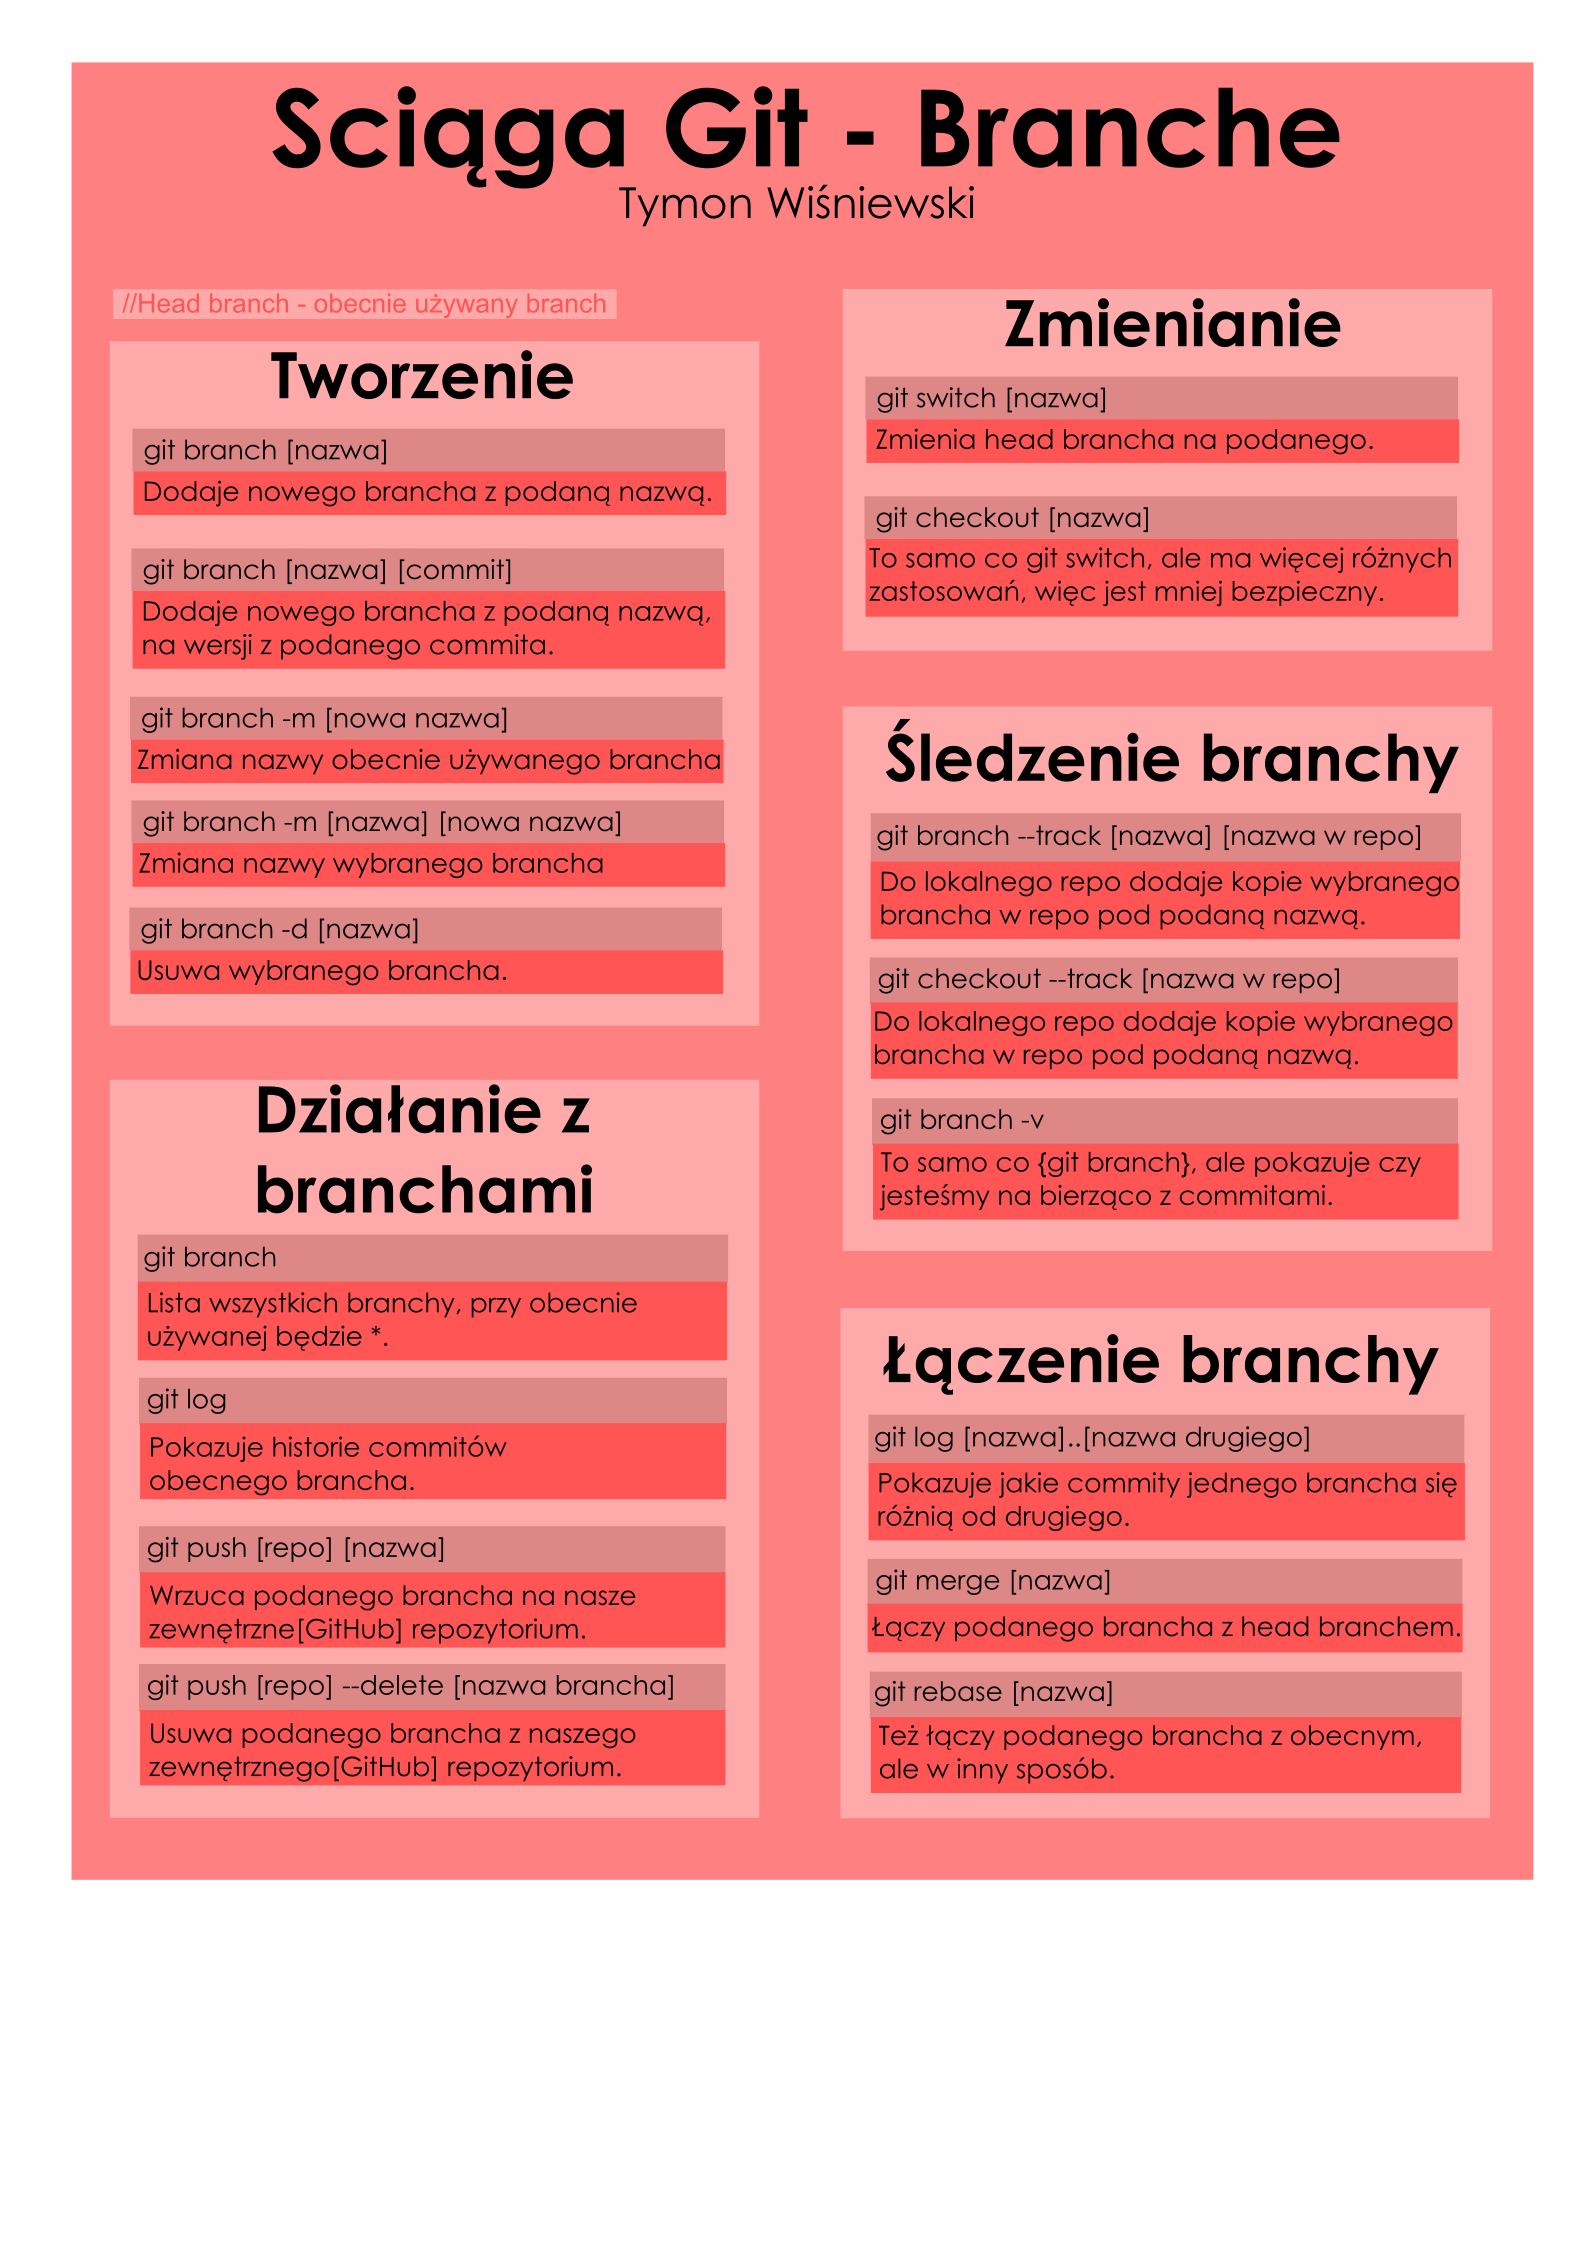 Sciąga Git - Branche
Tymon Wiśniewski
//Head branch - obecnie używany branch
Tworzenie
git branch [nazwa]
Dodaje nowego brancha z podaną nazwą.
git branch [nazwa] [commit]
Dodaje nowego brancha z podaną nazwą,
na wersji z podanego commita.
git branch -m [nowa nazwa]
Zmiana nazwy obecnie używanego brancha
git branch -m [nazwa] [nowa nazwa]
Zmiana nazwy wybranego brancha
git branch -d [nazwa]
Usuwa wybranego brancha.
Działanie z
branchami
git branch
Lista wszystkich branchy, przy obecnie
używanej będzie *.
git log
Pokazuje historie commitów
obecnego brancha.
git push [repo] [nazwa]
Wrzuca podanego brancha na nasze
zewnętrzne[GitHub] repozytorium.
git push [repo] --delete [nazwa brancha]
Usuwa podanego brancha z naszego
zewnętrznego[GitHub] repozytorium.
Zmienianie
git switch [nazwa]
Zmienia head brancha na podanego.
git checkout [nazwa]
To samo co git switch, ale ma więcej różnych
zastosowań, więc jest mniej bezpieczny.
Śledzenie branchy
git branch --track [nazwa] [nazwa w repo]
Do lokalnego repo dodaje kopie wybranego
brancha w repo pod podaną nazwą.
git checkout --track [nazwa w repo]
Do lokalnego repo dodaje kopie wybranego
brancha w repo pod podaną nazwą.
git branch -v
To samo co {git branch}, ale pokazuje czy
jesteśmy na bierząco z commitami.
Łączenie branchy
git log [nazwa]..[nazwa drugiego]
Pokazuje jakie commity jednego brancha się
różnią od drugiego.
git merge [nazwa]
Łączy podanego brancha z head branchem.
git rebase [nazwa]
Też łączy podanego brancha z obecnym,
ale w inny sposób.